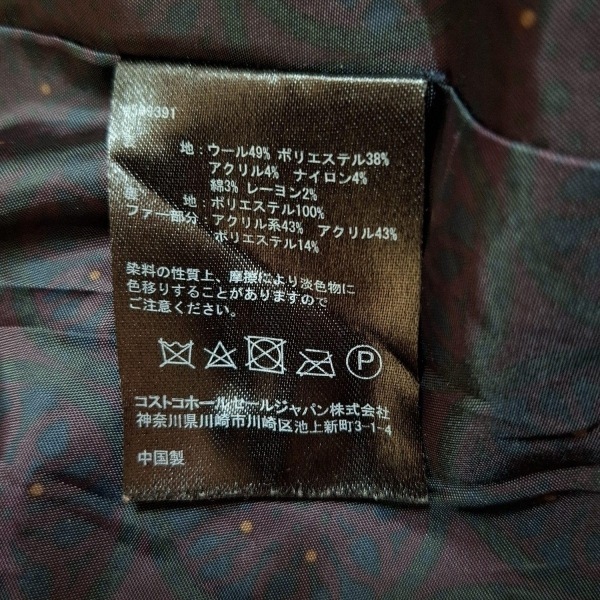 地:ウール49% ポリエステル38%
アクリル4% ナイロン4%
綿3% レーヨン2%
地:ポリエステル100%
ファー部分:アクリル系43% アクリル43%
ポリエステル14%
染料の性質上、摩擦により淡色物に
色移りすることがありますので
ご注意ください。
P
コストコホールセールジャパン株式会社
神奈川県川崎市川崎区池上新町3-1-4
中国製